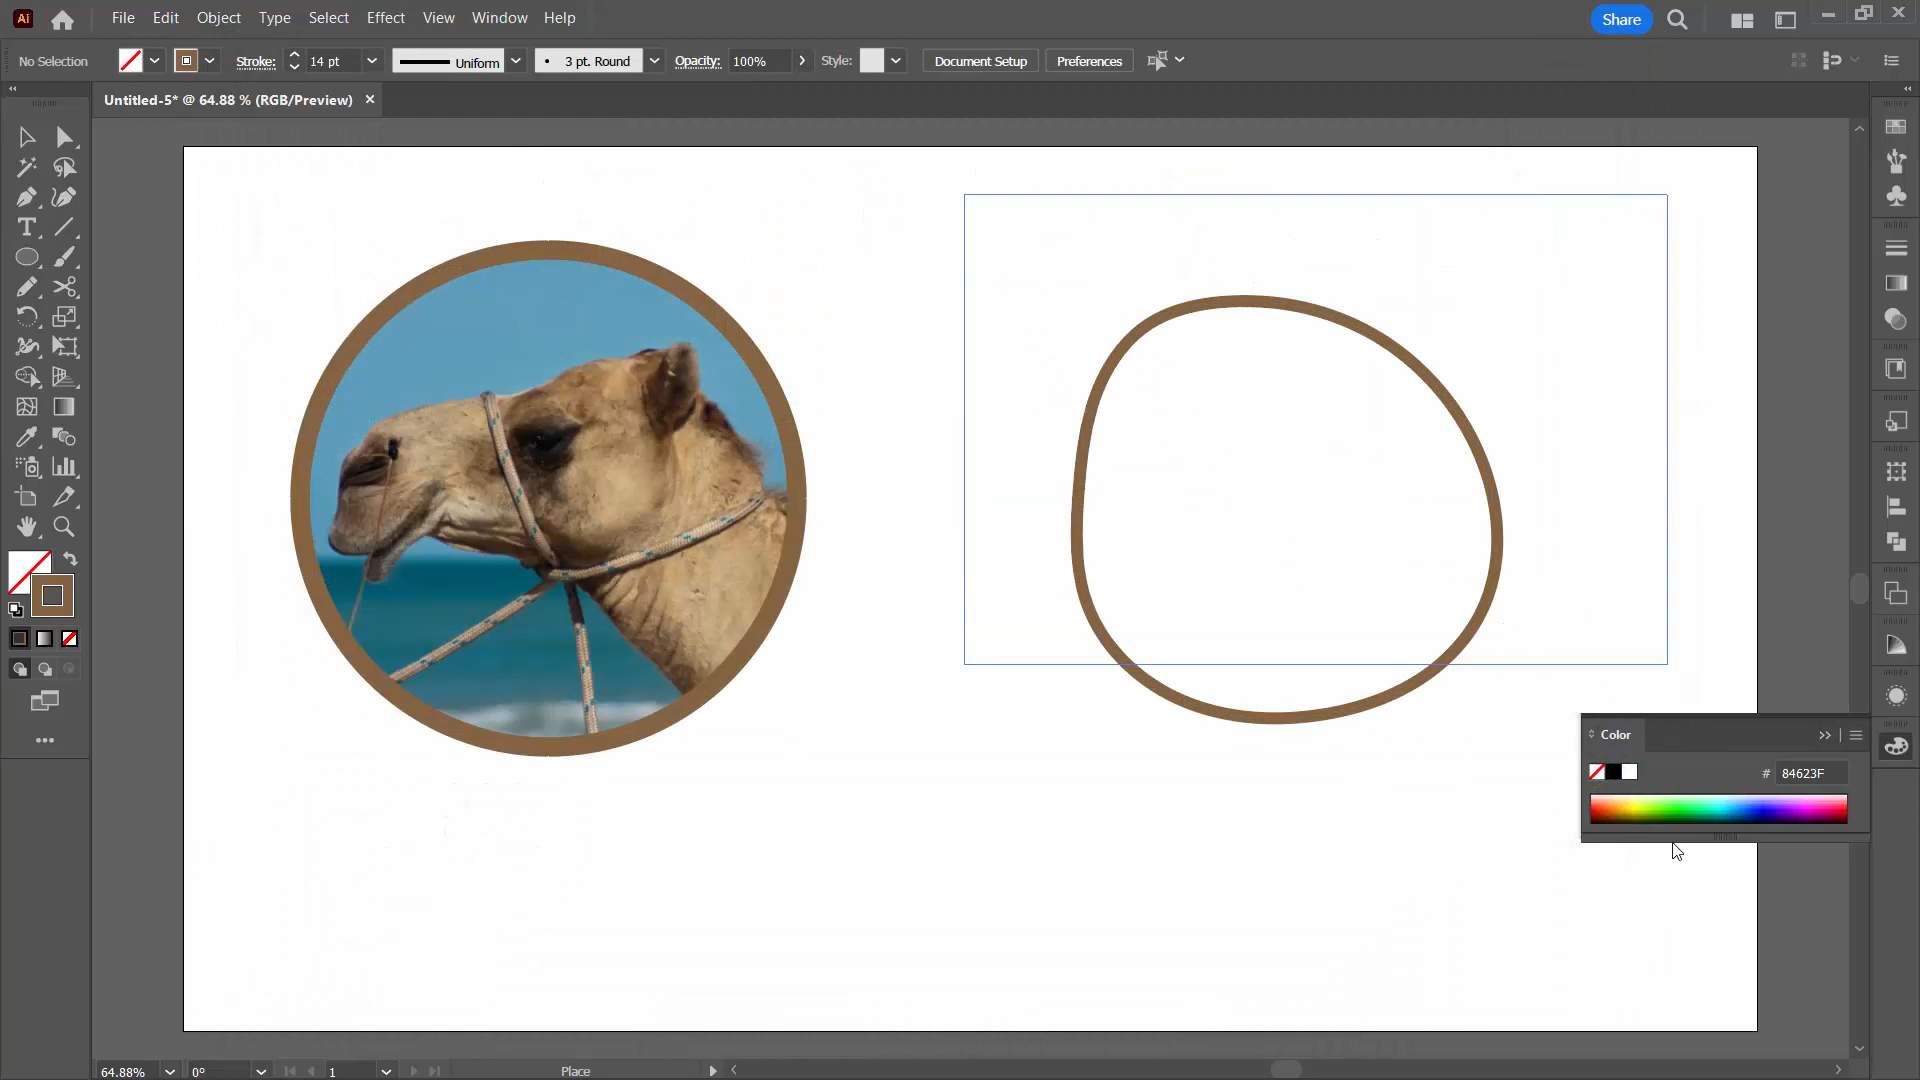 Ai File Edit Object Type Select Effect View Window Help Share
No Selection Stroke: 14 pt Uniform 3 pt. Round Opacity: 100% Style: Document Setup Preferences
Untitled-5* @ 64.88 % (RGB/Preview)
Color
# 84623F
64.88% 0° 1 Place